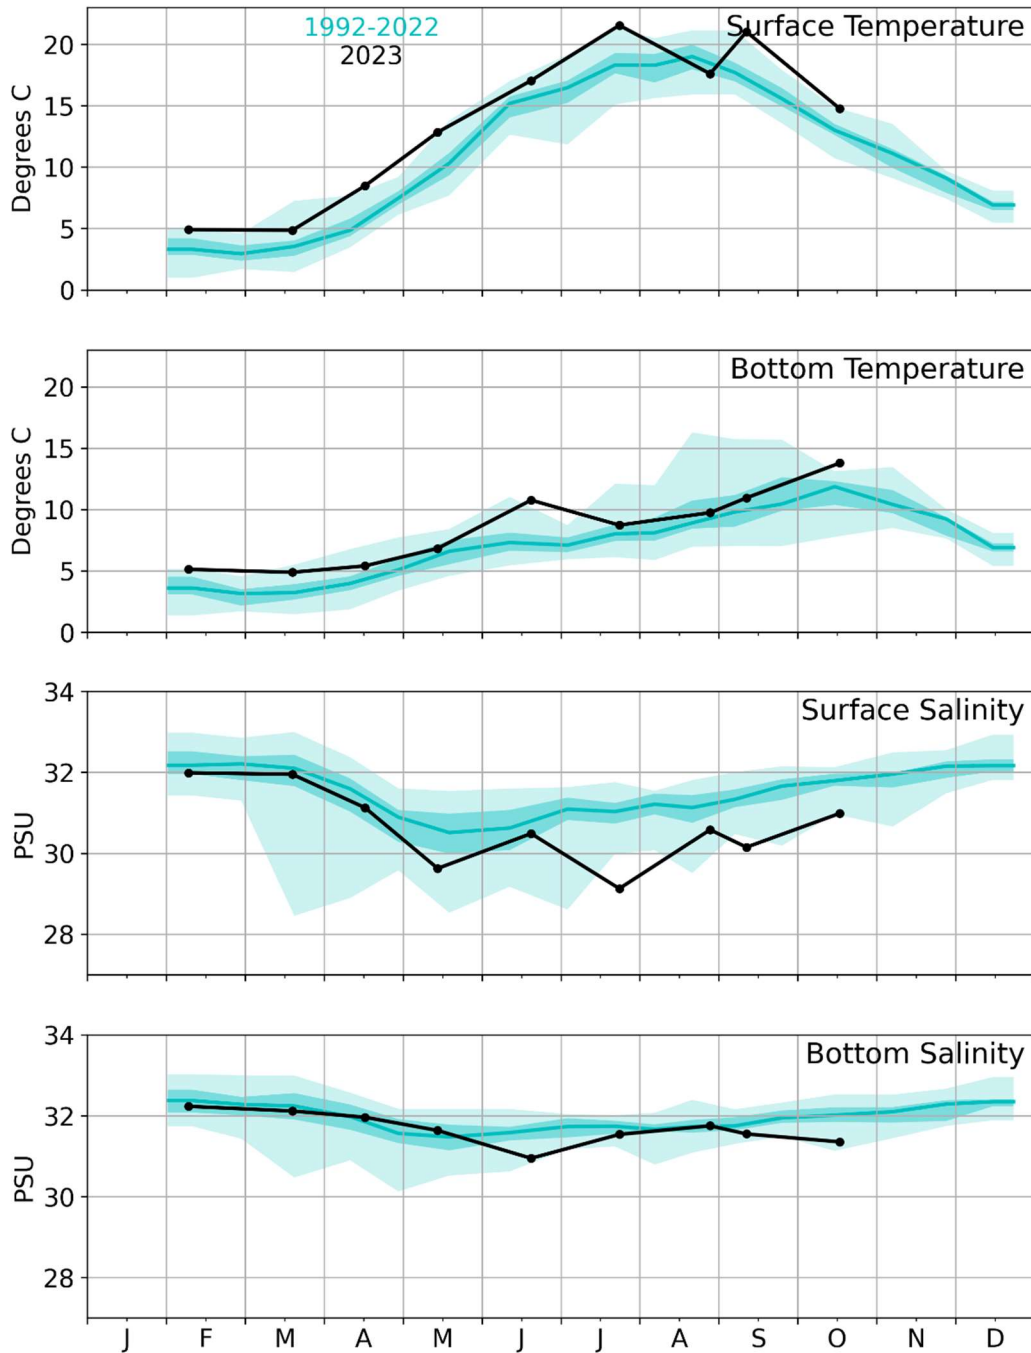 1992-2022
2023
Surface Temperature
Degrees C
20
15
10
5
0
Bottom Temperature
Degrees C
20
15
10
5
0
Surface Salinity
PSU
34
32
30
28
Bottom Salinity
PSU
34
32
30
28
J F M A M J J A S O N D